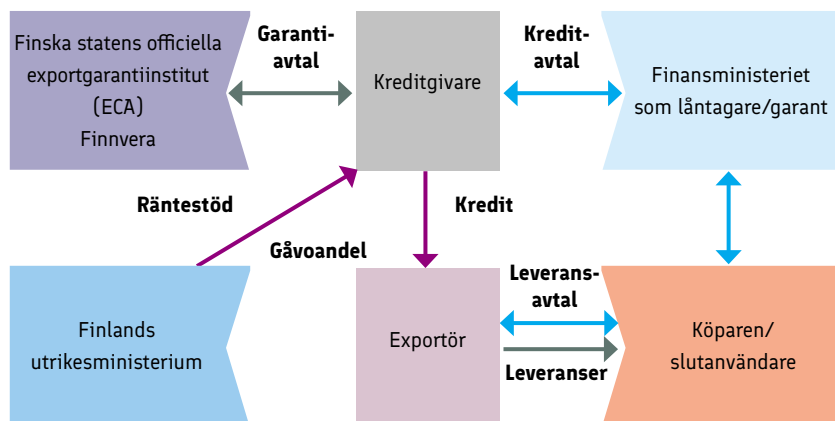 Finska statens officiella
exportgarantiinstitut
(ECA)
Finnvera
Garanti-
avtal
Kreditgivare
Kredit-
avtal
Finansministeriet
som låntagare/garant
Räntestöd
Gåvoandel
Kredit
Finlands
utrikesministerium
Exportör
Leverans-
avtal
Leveranser
Köparen/
slutanvändare